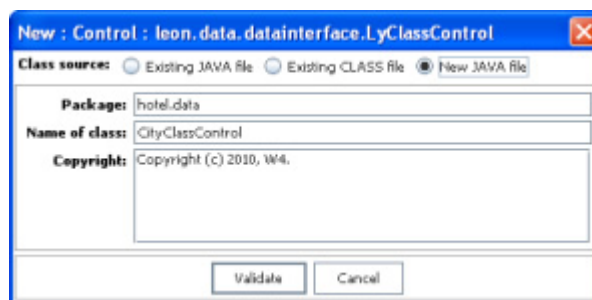 New : Control : leon.data.datainterface.LyClassControl
Class source: Existing JAVA file Existing CLASS file New JAVA file
Package: hotel.data
Name of class: CityClassControl
Copyright: Copyright (c) 2010, W4.
Validate Cancel